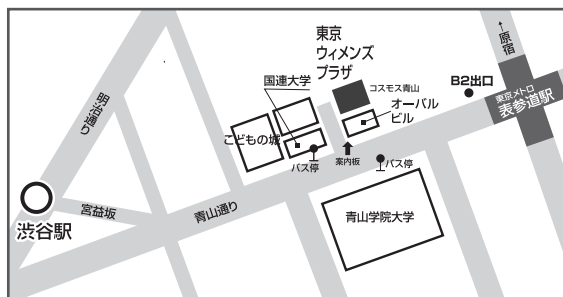 東京
ウィメンズ
プラザ
←原宿
国連大学
コスモス青山
オーバル
ビル
B2出口
東京メトロ
表参道駅
明治通り
こどもの城
バス停
案内板
バス停
宮益坂
青山通り
青山学院大学
渋谷駅